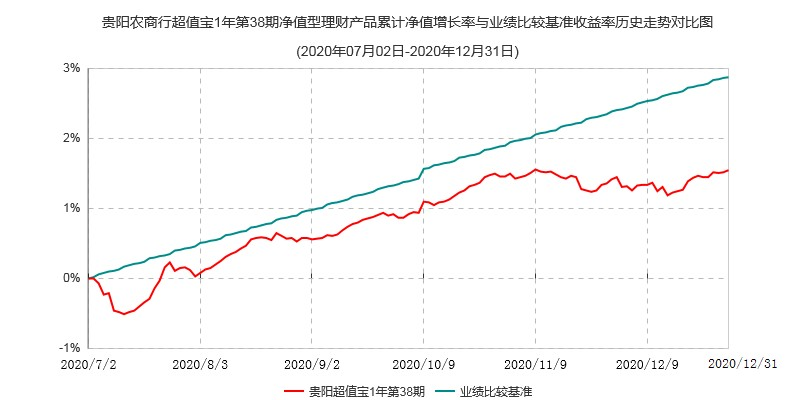 贵阳农商行超值宝1年第38期净值型理财产品累计净值增长率与业绩比较基准收益率历史走势对比图
(2020年07月02日-2020年12月31日)
3%
2%
1%
0%
-1%
2020/7/2 2020/8/3 2020/9/2 2020/10/9 2020/11/9 2020/12/9 2020/12/31
贵阳超值宝1年第38期 业绩比较基准